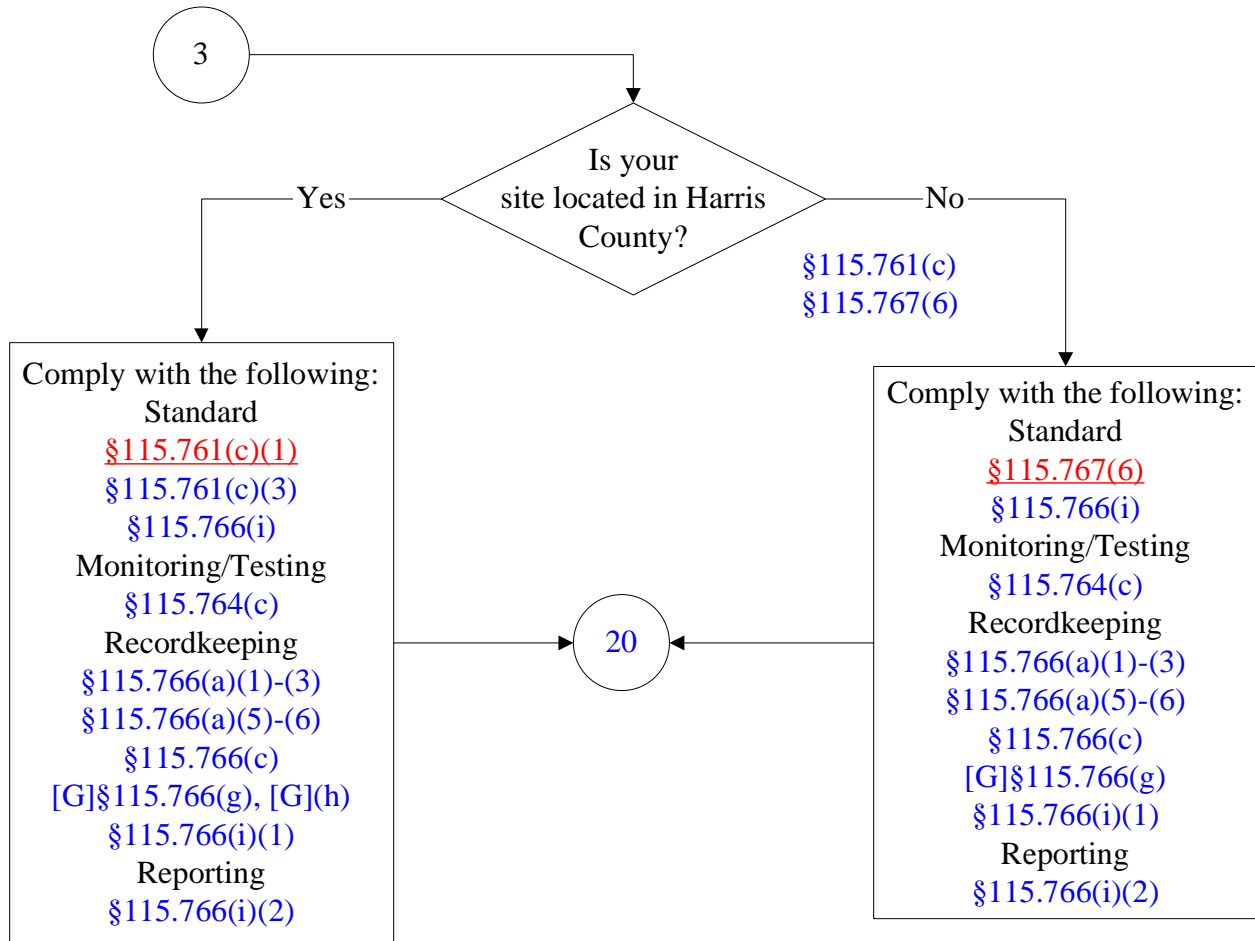 3
Is your
site located in Harris
County?
Yes
No
§115.761(c)
§115.767(6)
Comply with the following:
Standard
§115.761(c)(1)
§115.761(c)(3)
§115.766(i)
Monitoring/Testing
§115.764(c)
Recordkeeping
§115.766(a)(1)-(3)
§115.766(a)(5)-(6)
§115.766(c)
[G]§115.766(g), [G](h)
§115.766(i)(1)
Reporting
§115.766(i)(2)
20
Comply with the following:
Standard
§115.767(6)
§115.766(i)
Monitoring/Testing
§115.764(c)
Recordkeeping
§115.766(a)(1)-(3)
§115.766(a)(5)-(6)
§115.766(c)
[G]§115.766(g)
§115.766(i)(1)
Reporting
§115.766(i)(2)